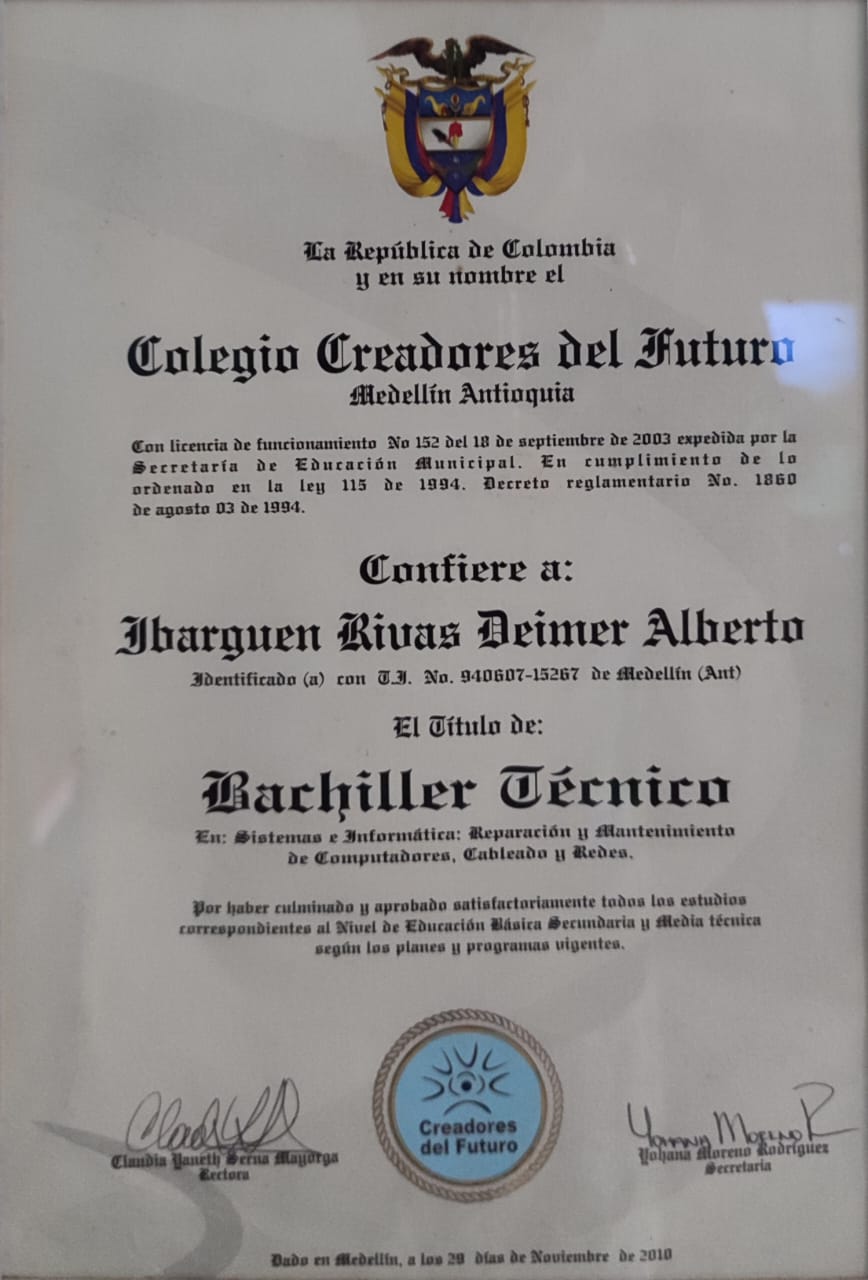 La República de Colombia
y en su nombre el
Colegio Creadores del Futuro
Medellín Antioquia
Con licencia de funcionamiento No 152 del 18 de septiembre de 2003 expedida por la
Secretaría de Educación Municipal. En cumplimiento de lo
ordenado en la ley 115 de 1994. Decreto reglamentario No. 1860
de agosto 03 de 1994.
Confiere a:
Ibarguen Rivas Deimer Alberto
Identificado (a) con T.I. No. 940607-15267 de Medellín (Ant)
El Título de:
Bachiller Técnico
En: Sistemas e Informática: Reparación y Mantenimiento
de Computadores, Cableado y Redes.
Por haber culminado y aprobado satisfactoriamente todos los estudios
correspondientes al Nivel de Educación Básica Secundaria y Media técnica
según los planes y programas vigentes.
Creadores
del Futuro
Claudia Yaneth Serna Mayorga
Rectora
Yohana Moreno R
Yohana Moreno Rodríguez
Secretaria
Dado en Medellín, a los 29 días de Noviembre de 2010